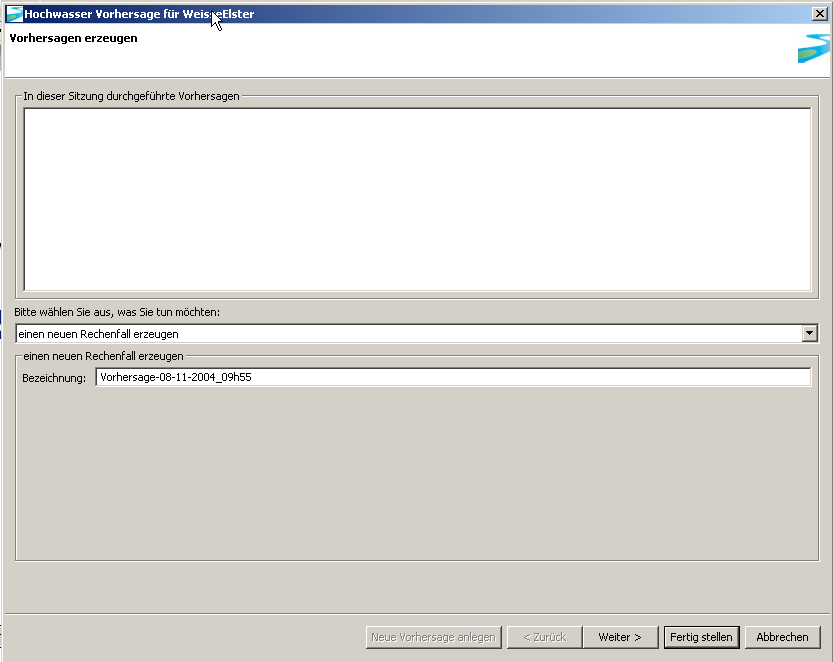 Hochwasser Vorhersage für WeisseElster
Vorhersagen erzeugen
In dieser Sitzung durchgeführte Vorhersagen
Bitte wählen Sie aus, was Sie tun möchten:
einen neuen Rechenfall erzeugen
einen neuen Rechenfall erzeugen
Bezeichnung: Vorhersage-08-11-2004_09h55
Neue Vorhersage anlegen < Zurück Weiter > Fertig stellen Abbrechen